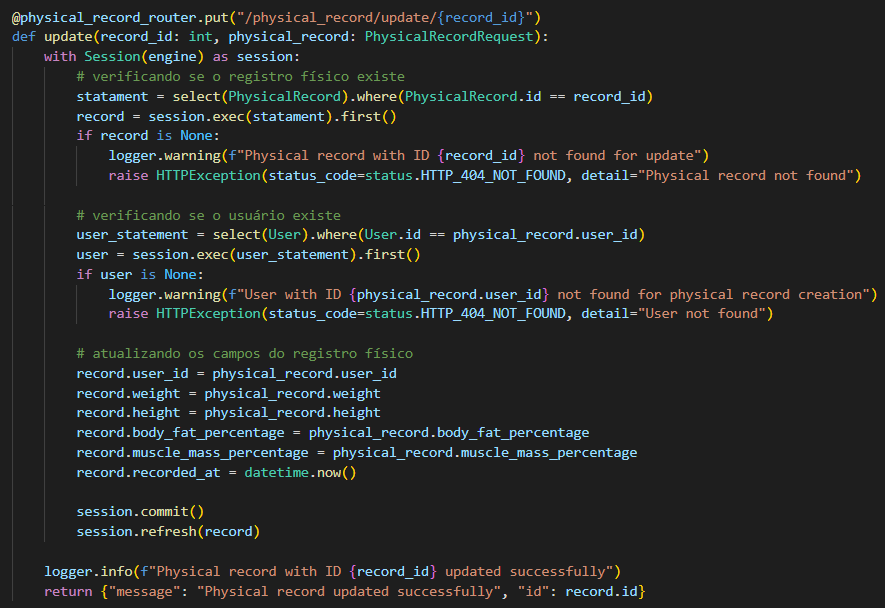 @physical_record_router.put("/physical_record/update/{record_id}")
def update(record_id: int, physical_record: PhysicalRecordRequest):
    with Session(engine) as session:
        # verificando se o registro físico existe
        statament = select(PhysicalRecord).where(PhysicalRecord.id == record_id)
        record = session.exec(statament).first()
        if record is None:
            logger.warning(f"Physical record with ID {record_id} not found for update")
            raise HTTPException(status_code=status.HTTP_404_NOT_FOUND, detail="Physical record not found")

        # verificando se o usuário existe
        user_statement = select(User).where(User.id == physical_record.user_id)
        user = session.exec(user_statement).first()
        if user is None:
            logger.warning(f"User with ID {physical_record.user_id} not found for physical record creation")
            raise HTTPException(status_code=status.HTTP_404_NOT_FOUND, detail="User not found")

        # atualizando os campos do registro físico
        record.user_id = physical_record.user_id
        record.weight = physical_record.weight
        record.height = physical_record.height
        record.body_fat_percentage = physical_record.body_fat_percentage
        record.muscle_mass_percentage = physical_record.muscle_mass_percentage
        record.recorded_at = datetime.now()

        session.commit()
        session.refresh(record)

    logger.info(f"Physical record with ID {record_id} updated successfully")
    return {"message": "Physical record updated successfully", "id": record.id}